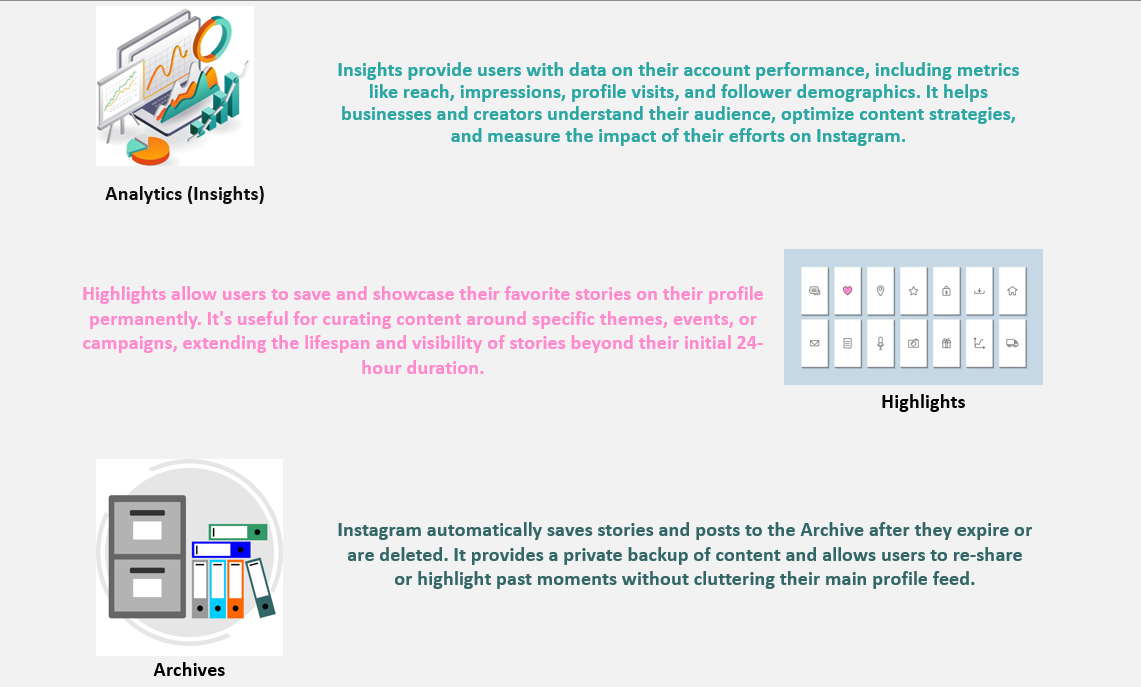 Insights provide users with data on their account performance, including metrics
like reach, impressions, profile visits, and follower demographics. It helps
businesses and creators understand their audience, optimize content strategies,
and measure the impact of their efforts on Instagram.
Analytics (Insights)
Highlights allow users to save and showcase their favorite stories on their profile
permanently. It's useful for curating content around specific themes, events, or
campaigns, extending the lifespan and visibility of stories beyond their initial 24-
hour duration.
Highlights
Instagram automatically saves stories and posts to the Archive after they expire or
are deleted. It provides a private backup of content and allows users to re-share
or highlight past moments without cluttering their main profile feed.
Archives